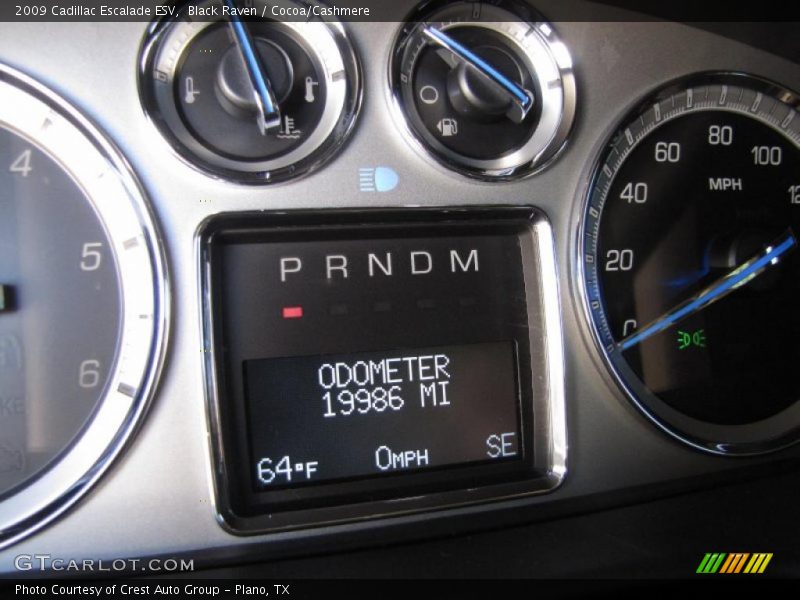 2009 Cadillac Escalade ESV, Black Raven / Cocoa/Cashmere
4
5
6
80
60
100
40
MPH
20
0
P R N D M
ODOMETER
19986 MI
64°F 0MPH SE
GTCARLOT.COM
Photo Courtesy of Crest Auto Group - Plano, TX